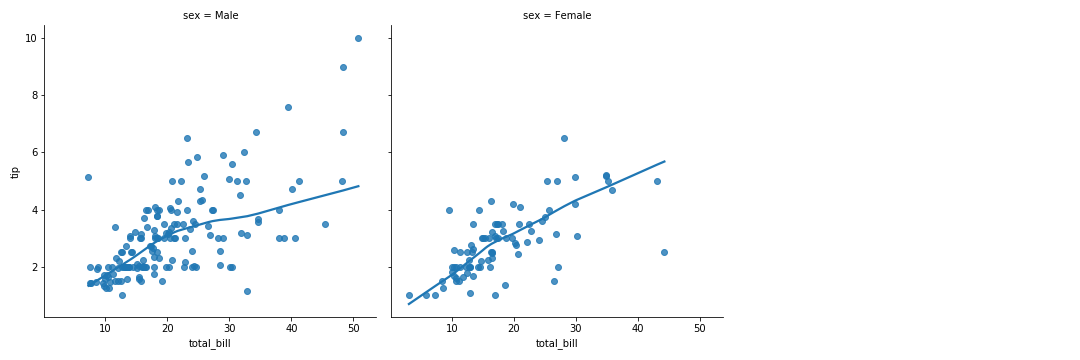 sex = Male
sex = Female
10
8
6
4
2
tip
10 20 30 40 50
10 20 30 40 50
total_bill
total_bill